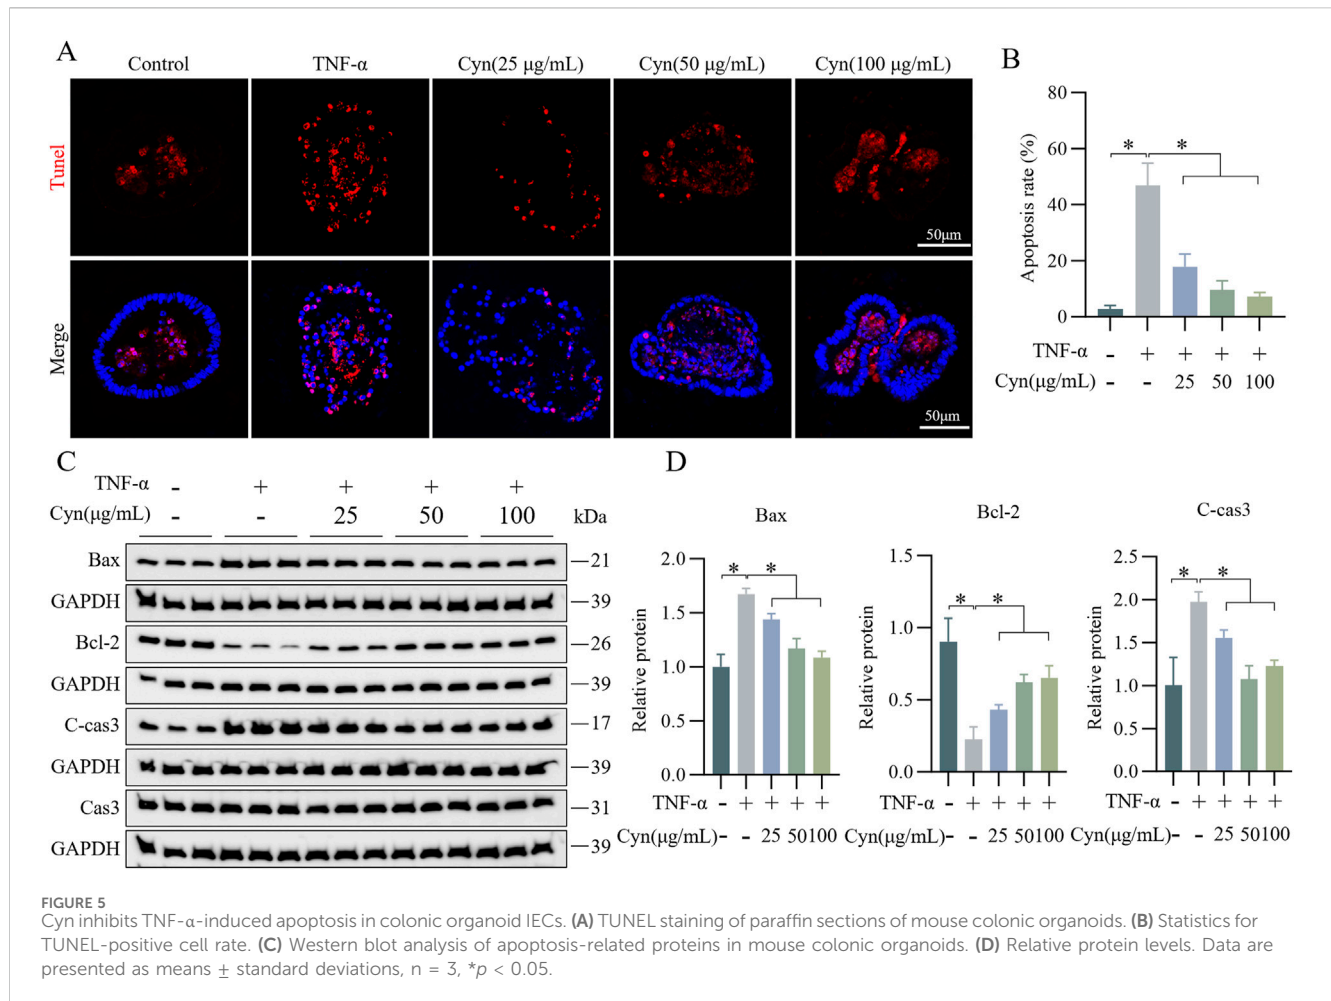 A
Control
TNF-α
Cyn(25 μg/mL)
Cyn(50 μg/mL)
Cyn(100 μg/mL)
Tunel
50μm
Merge
50μm
B
Apoptosis rate (%)
80
60
40
20
0
* *
TNF-α - + + + +
Cyn(μg/mL) - - 25 50 100
C
TNF-α - + + + +
Cyn(μg/mL) - - 25 50 100 kDa
Bax 21
GAPDH 39
Bcl-2 26
GAPDH 39
C-cas3 17
GAPDH 39
Cas3 31
GAPDH 39
D
Bax
Relative protein
2.0
1.5
1.0
0.5
0.0
* *
TNF-α - + + + +
Cyn(μg/mL) - - 25 50 100
Bcl-2
Relative protein
1.5
1.0
0.5
0.0
* *
TNF-α - + + + +
Cyn(μg/mL) - - 25 50 100
C-cas3
Relative protein
2.5
2.0
1.5
1.0
0.5
0.0
* *
TNF-α - + + + +
Cyn(μg/mL) - - 25 50 100
FIGURE 5
Cyn inhibits TNF-α-induced apoptosis in colonic organoid IECs. (A) TUNEL staining of paraffin sections of mouse colonic organoids. (B) Statistics for
TUNEL-positive cell rate. (C) Western blot analysis of apoptosis-related proteins in mouse colonic organoids. (D) Relative protein levels. Data are
presented as means ± standard deviations, n = 3, *p < 0.05.